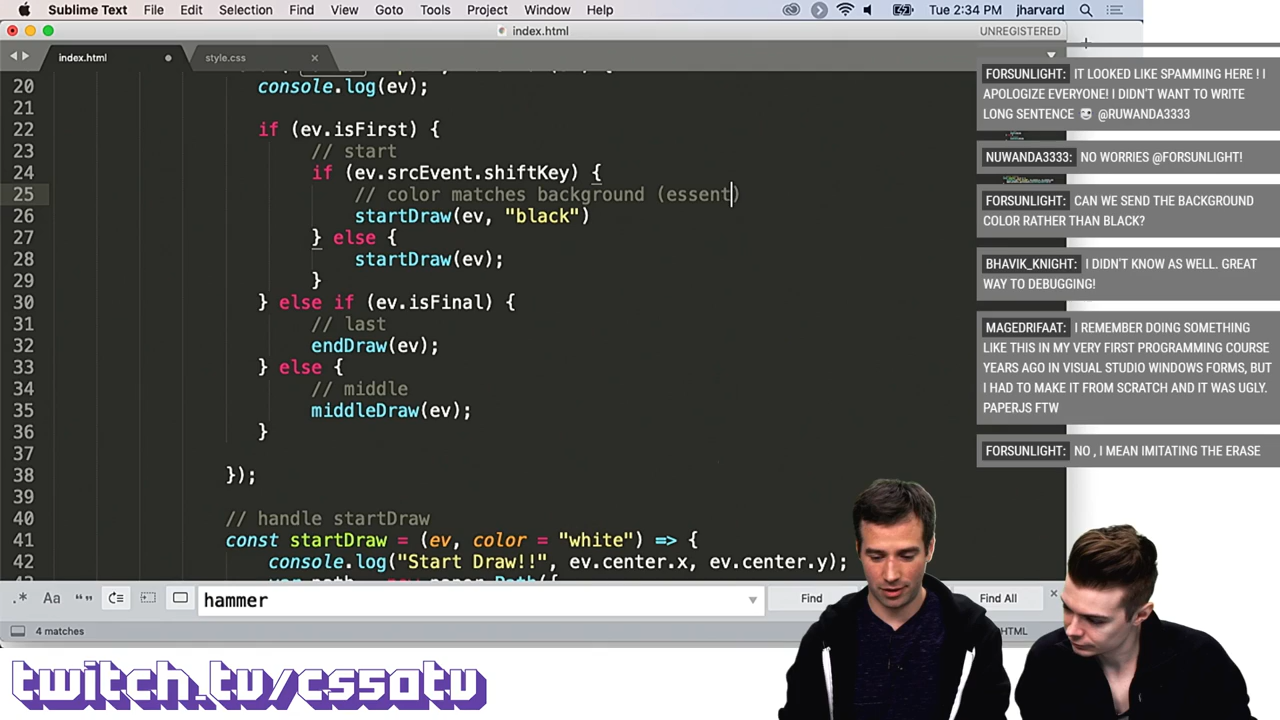 Sublime Text File Edit Selection Find View Goto Tools Project Window Help Tue 2:34 PM jharvard
index.html UNREGISTERED
index.html style.css
20 console.log(ev);
21
22 if (ev.isFirst) {
23 // start
24 if (ev.srcEvent.shiftKey) {
25 // color matches background (essent)
26 startDraw(ev, "black")
27 } else {
28 startDraw(ev);
29 }
30 } else if (ev.isFinal) {
31 // last
32 endDraw(ev);
33 } else {
34 // middle
35 middleDraw(ev);
36 }
37
38 });
39
40 // handle startDraw
41 const startDraw = (ev, color = "white") => {
42 console.log("Start Draw!!", ev.center.x, ev.center.y);
.* Aa “” hammer Find Find All
4 matches HTML
FORSUNLIGHT: IT LOOKED LIKE SPAMMING HERE ! I
APOLOGIZE EVERYONE! I DIDN'T WANT TO WRITE
LONG SENTENCE @RUWANDA3333
NUWANDA3333: NO WORRIES @FORSUNLIGHT!
FORSUNLIGHT: CAN WE SEND THE BACKGROUND
COLOR RATHER THAN BLACK?
BHAVIK_KNIGHT: I DIDN'T KNOW AS WELL. GREAT
WAY TO DEBUGGING!
MAGEDRIFAAT: I REMEMBER DOING SOMETHING
LIKE THIS IN MY VERY FIRST PROGRAMMING COURSE
YEARS AGO IN VISUAL STUDIO WINDOWS FORMS, BUT
I HAD TO MAKE IT FROM SCRATCH AND IT WAS UGLY.
PAPERJS FTW
FORSUNLIGHT: NO , I MEAN IMITATING THE ERASE
twitch.tv/cs50tv